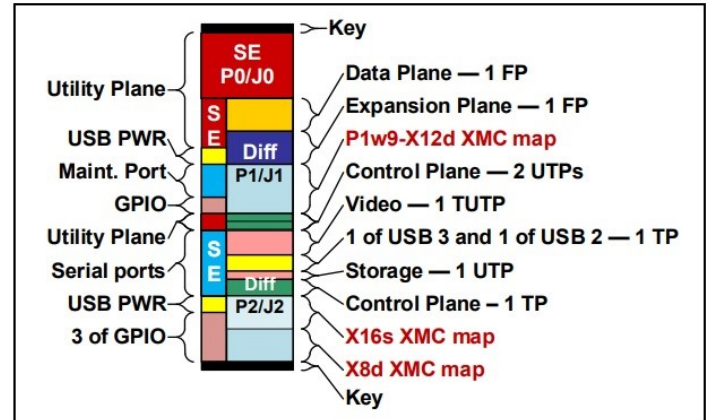 Key
SE
P0/J0
Utility Plane
Data Plane — 1 FP
Expansion Plane — 1 FP
S
E
USB PWR
Diff
P1w9-X12d XMC map
Maint. Port
P1/J1
Control Plane — 2 UTPs
GPIO
Video — 1 TUTP
Utility Plane
1 of USB 3 and 1 of USB 2 — 1 TP
S
E
Serial ports
Storage — 1 UTP
Diff
USB PWR
P2/J2
Control Plane – 1 TP
3 of GPIO
X16s XMC map
X8d XMC map
Key